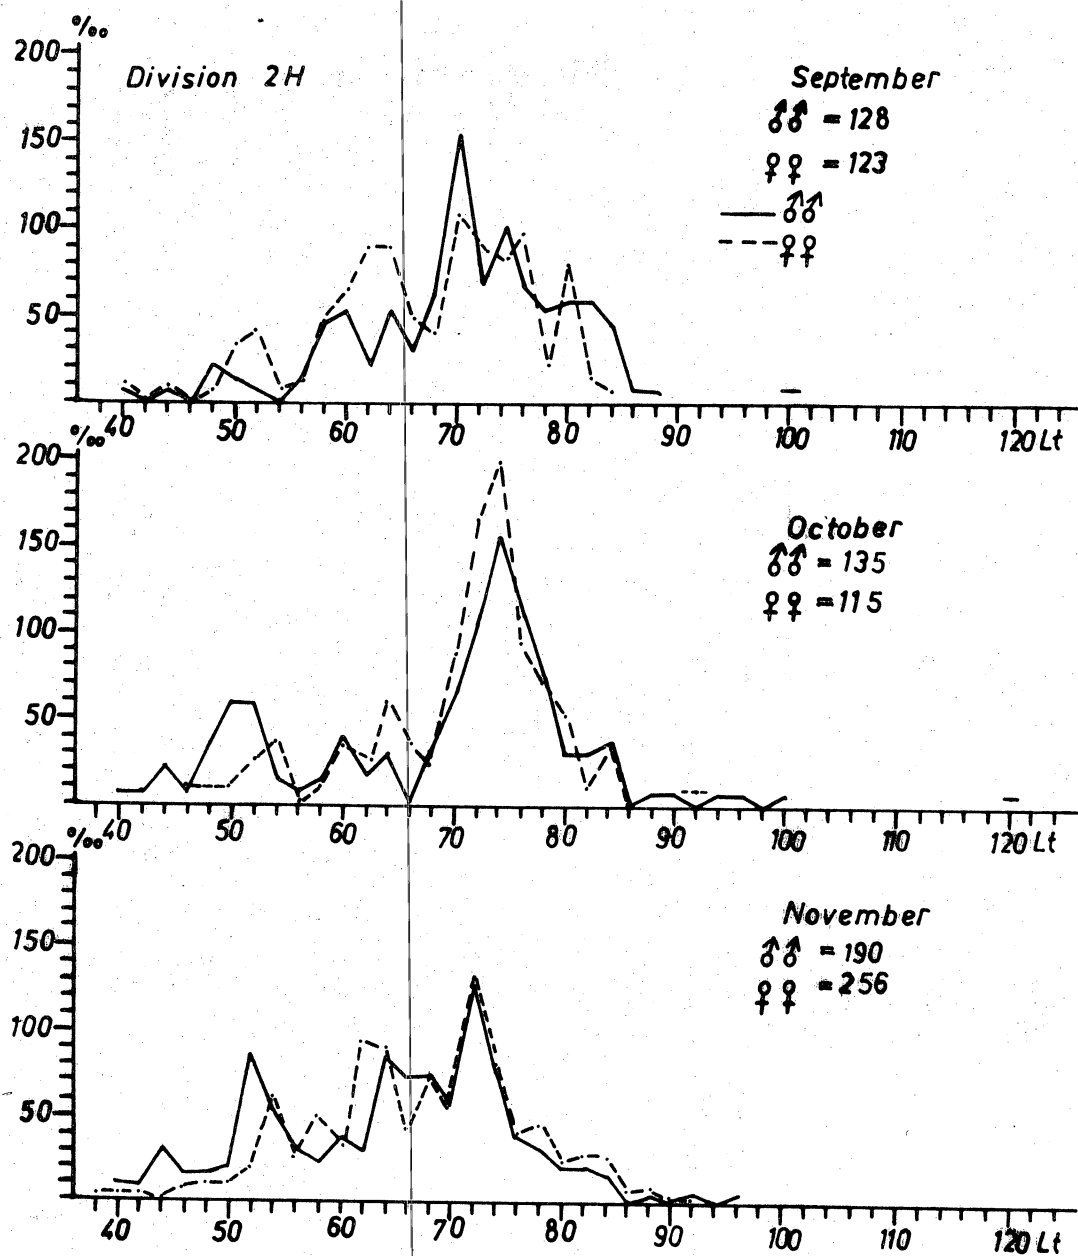 ‰
200
Division 2H
September
♂♂ = 128
♀♀ = 123
♂♂
♀♀
150
100
50
40 50 60 70 80 90 100 110 120 Lt
‰
200
October
♂♂ = 135
♀♀ = 115
150
100
50
40 50 60 70 80 90 100 110 120 Lt
‰
200
November
♂♂ = 190
♀♀ = 256
150
100
50
40 50 60 70 80 90 100 110 120 Lt